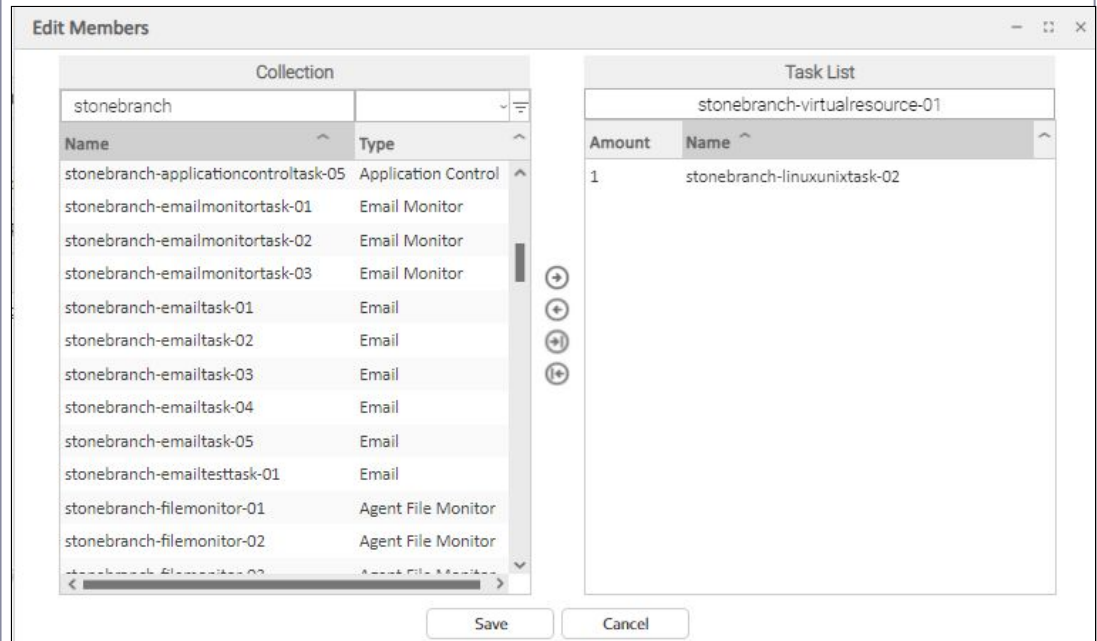 Edit Members
Collection
Task List
stonebranch
stonebranch-virtualresource-01
Name Type
Amount Name
stonebranch-applicationcontroltask-05 Application Control
1 stonebranch-linuxunixtask-02
stonebranch-emailmonitortask-01 Email Monitor
stonebranch-emailmonitortask-02 Email Monitor
stonebranch-emailmonitortask-03 Email Monitor
stonebranch-emailtask-01 Email
stonebranch-emailtask-02 Email
stonebranch-emailtask-03 Email
stonebranch-emailtask-04 Email
stonebranch-emailtask-05 Email
stonebranch-emailtesttask-01 Email
stonebranch-filemonitor-01 Agent File Monitor
stonebranch-filemonitor-02 Agent File Monitor
Save Cancel